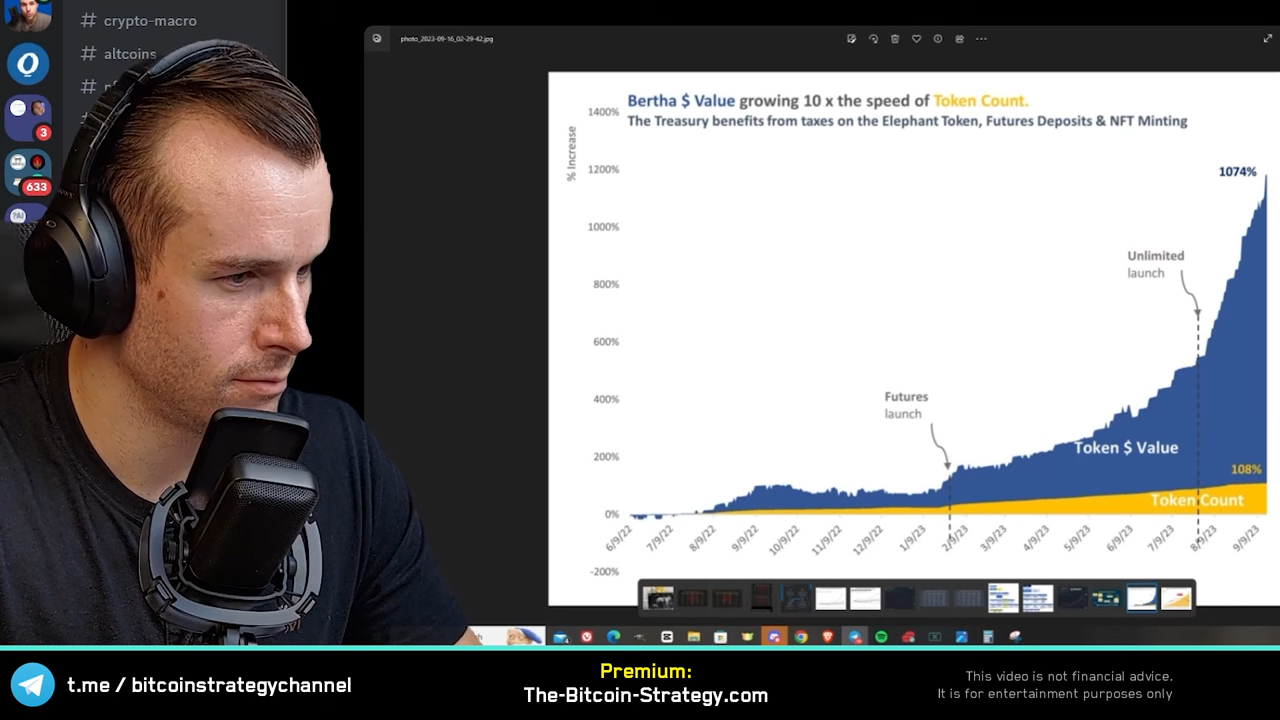 # crypto-macro
# altcoins
3
633
?AI
photo_2023-09-16_02-29-42.jpg
Bertha $ Value growing 10 x the speed of Token Count.
The Treasury benefits from taxes on the Elephant Token, Futures Deposits & NFT Minting
% Increase
1400%
1200%
1000%
800%
600%
400%
200%
0%
-200%
1074%
Unlimited
launch
Futures
launch
Token $ Value
108%
Token Count
6/9/22
7/9/22
8/9/22
9/9/22
10/9/22
11/9/22
12/9/22
1/9/23
2/9/23
3/9/23
4/9/23
5/9/23
6/9/23
7/9/23
8/9/23
9/9/23
t.me / bitcoinstrategychannel
Premium:
The-Bitcoin-Strategy.com
This video is not financial advice.
It is for entertainment purposes only